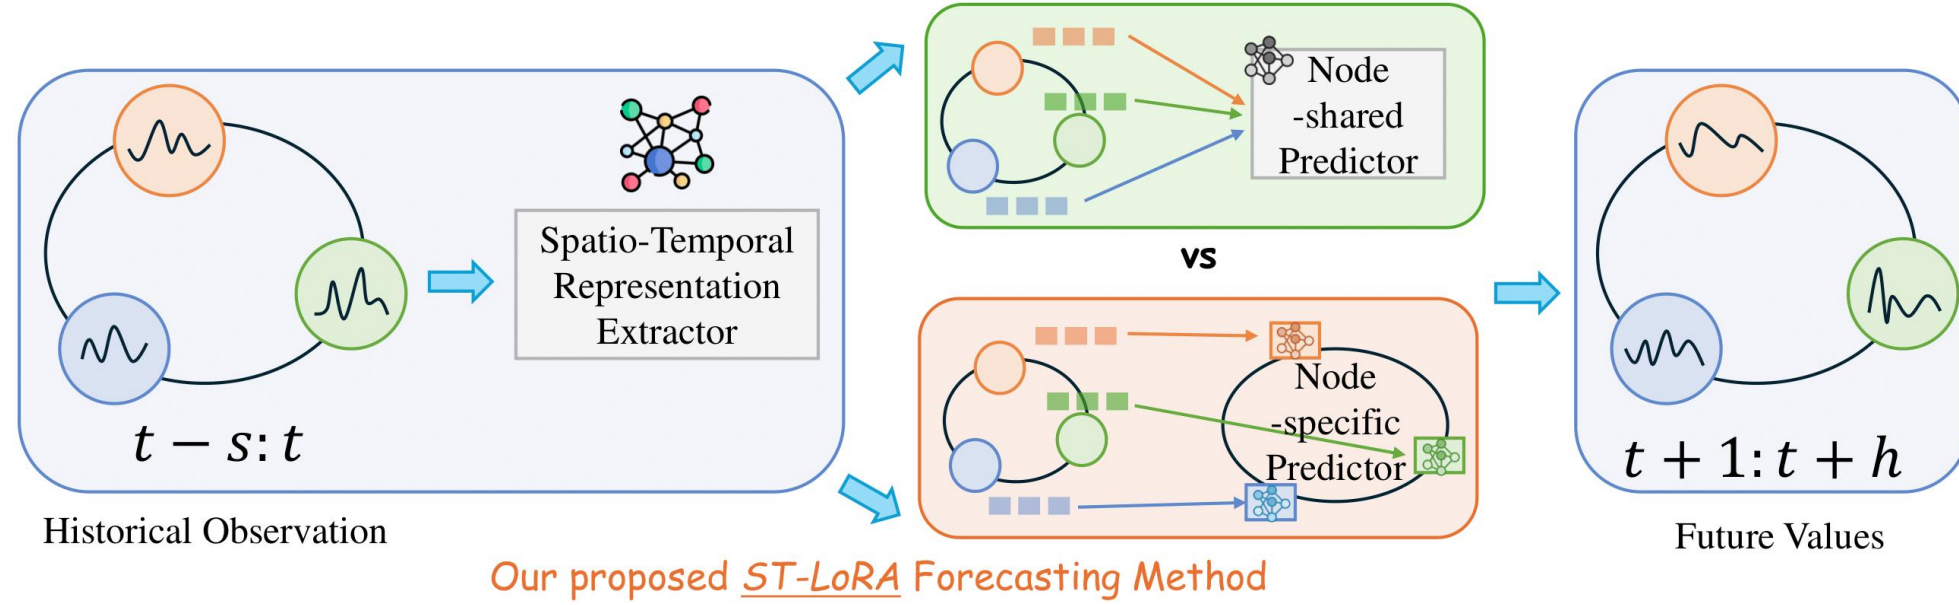 Spatio-Temporal
Representation
Extractor
t − s: t
Historical Observation
Node
-shared
Predictor
vs
Node
-specific
Predictor
Our proposed ST-LoRA Forecasting Method
t + 1: t + h
Future Values